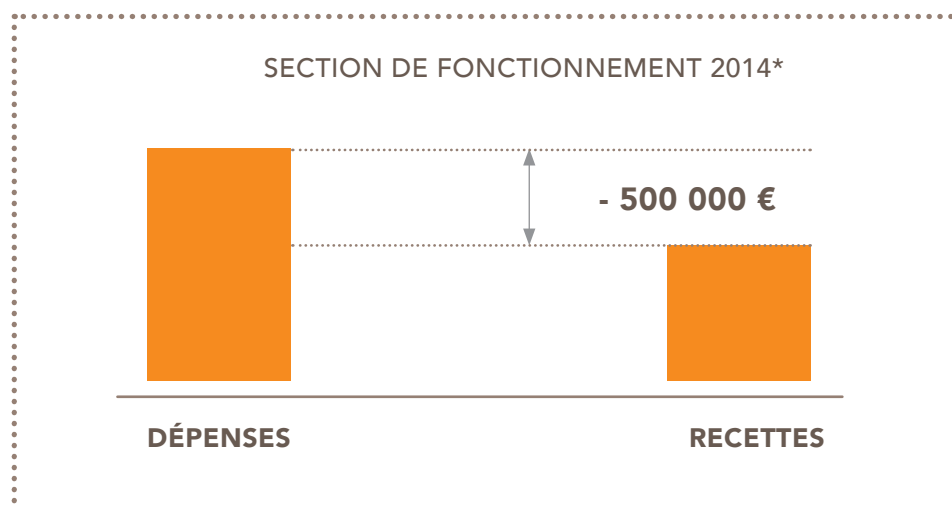 SECTION DE FONCTIONNEMENT 2014*
- 500 000 €
DÉPENSES
RECETTES